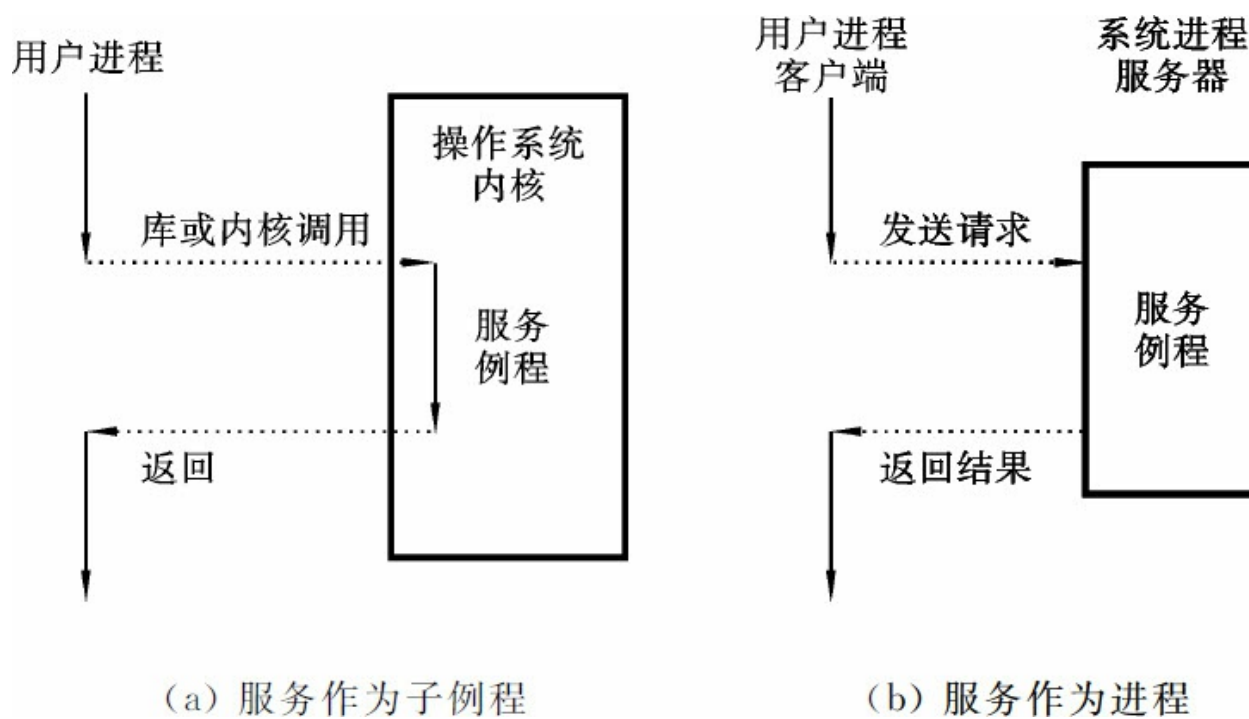 用户进程
操作系统
内核
库或内核调用
服务
例程
返回
(a) 服务作为子例程
用户进程
客户端
系统进程
服务器
发送请求
服务
例程
返回结果
(b) 服务作为进程